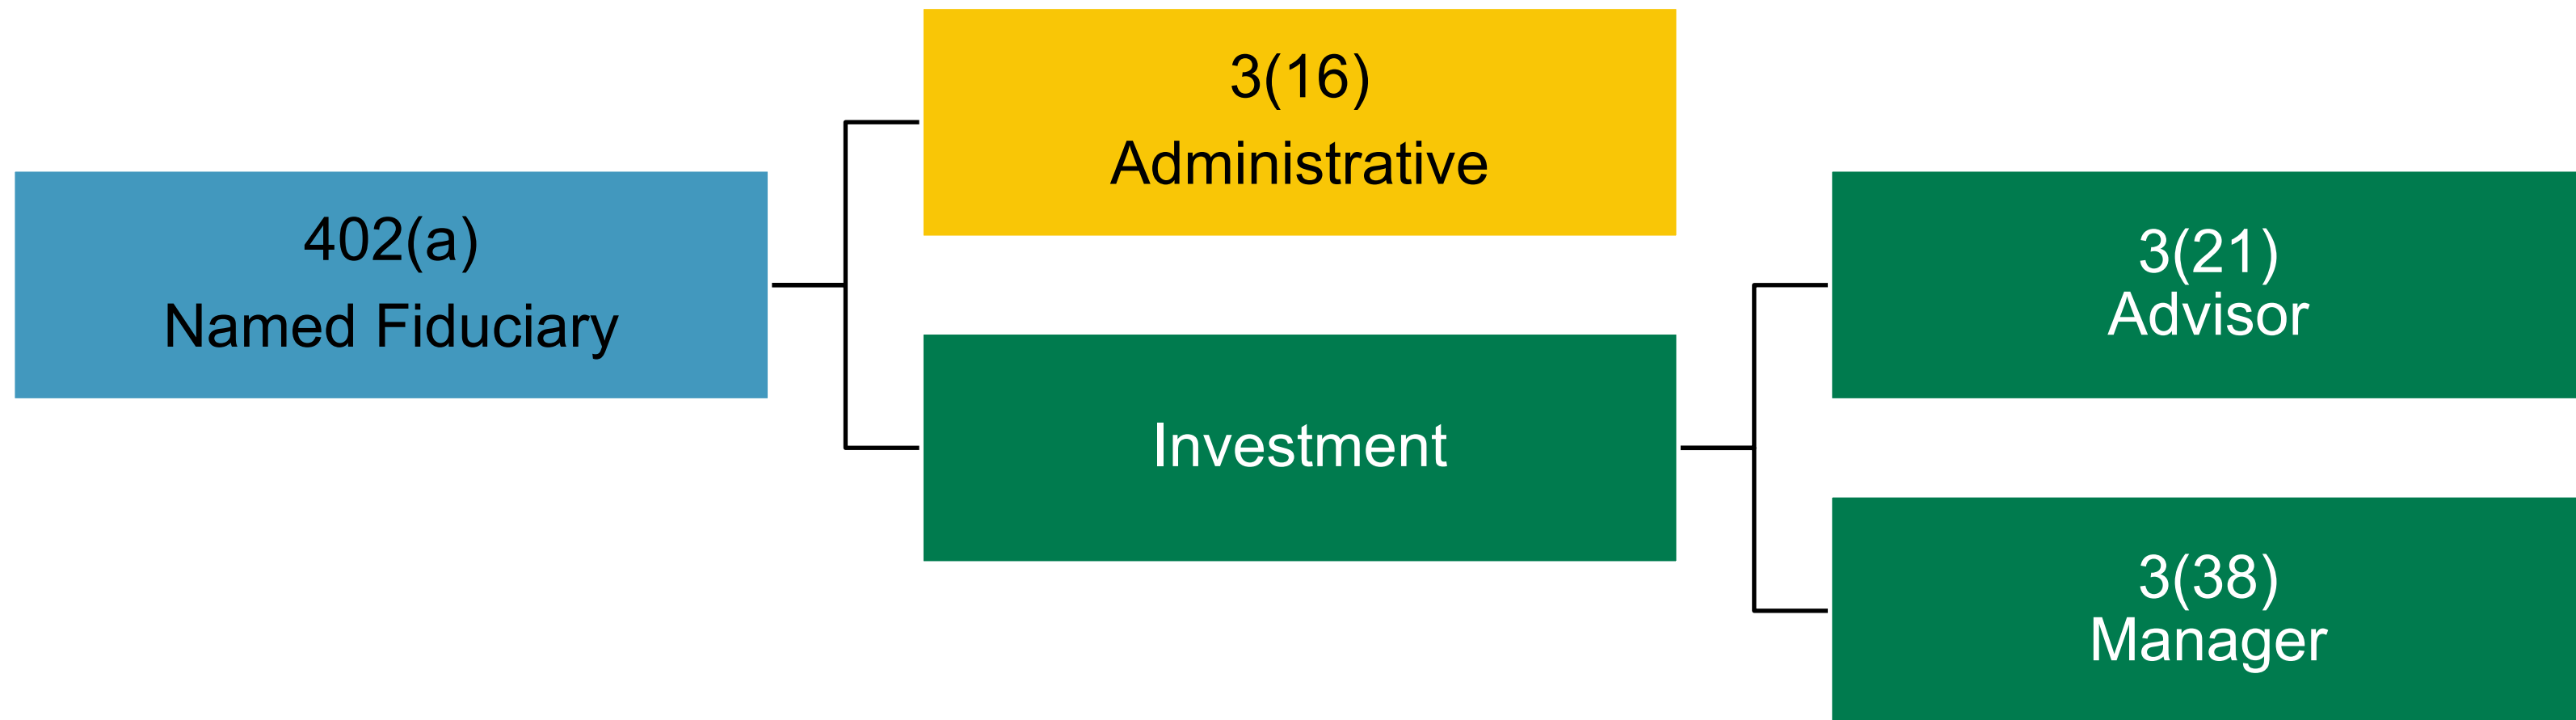 402(a)
Named Fiduciary
3(16)
Administrative
Investment
3(21)
Advisor
3(38)
Manager